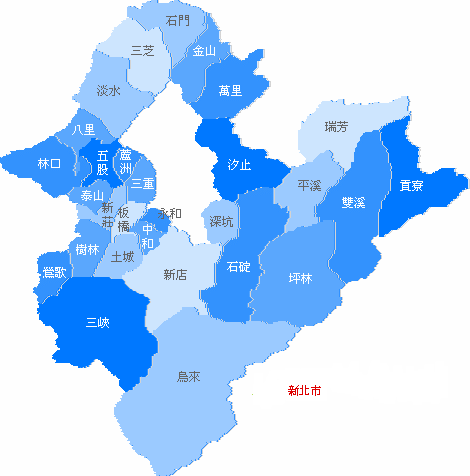 石門
三芝
金山
淡水
萬里
八里
瑞芳
林口
五股
蘆洲
汐止
泰山
三重
平溪
貢寮
雙溪
新莊
板橋
永和
深坑
中和
樹林
土城
鶯歌
新店
石碇
坪林
三峽
烏來
新北市